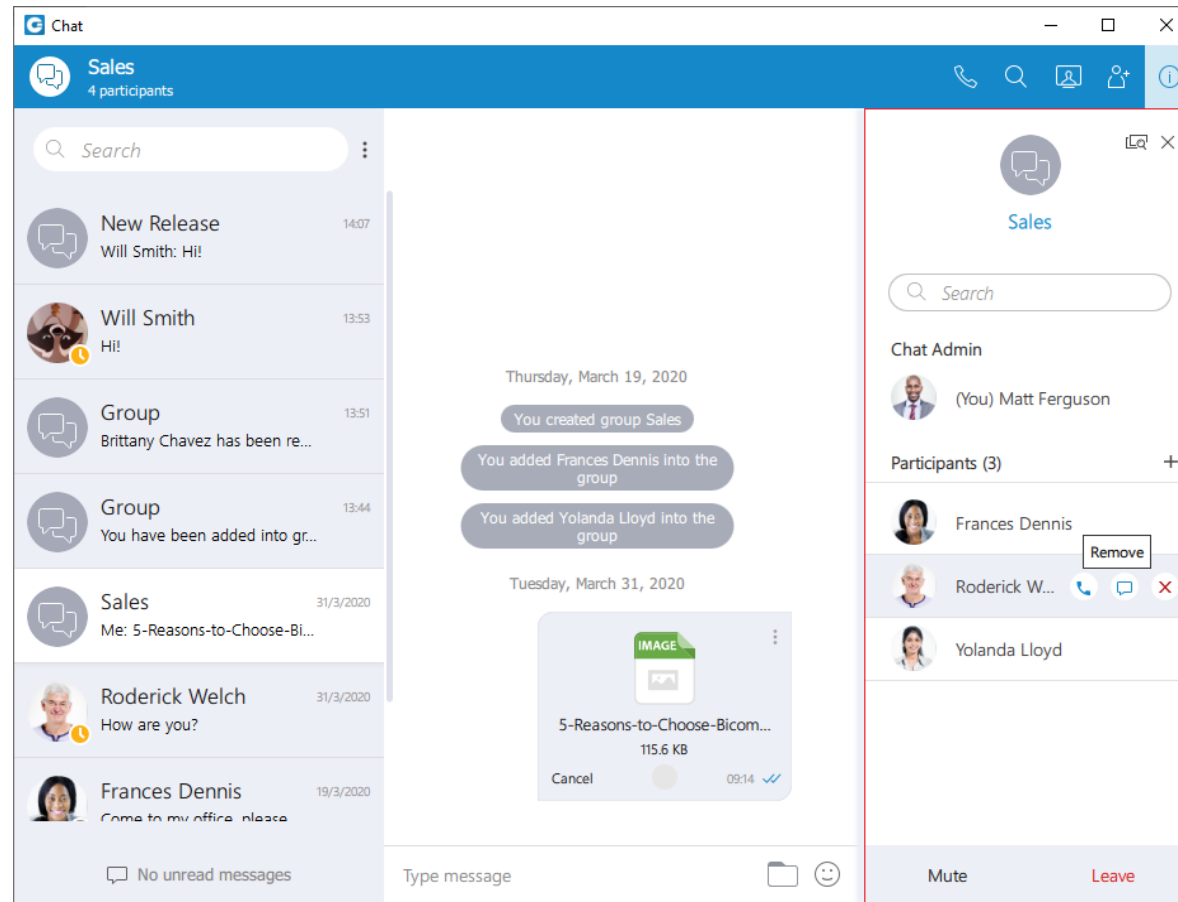 Chat
Sales
4 participants
Search
New Release
14:07
Will Smith: Hi!
Will Smith
13:53
Hi!
Group
13:51
Brittany Chavez has been re...
Group
13:44
You have been added into gr...
Sales
31/3/2020
Me: 5-Reasons-to-Choose-Bi...
Roderick Welch
31/3/2020
How are you?
Frances Dennis
19/3/2020
Come to my office, please
No unread messages
Thursday, March 19, 2020
You created group Sales
You added Frances Dennis into the
group
You added Yolanda Lloyd into the
group
Tuesday, March 31, 2020
IMAGE
5-Reasons-to-Choose-Bicom...
115.6 KB
Cancel
09:14
Type message
Sales
Search
Chat Admin
(You) Matt Ferguson
Participants (3)
Frances Dennis
Remove
Roderick W...
Yolanda Lloyd
Mute
Leave